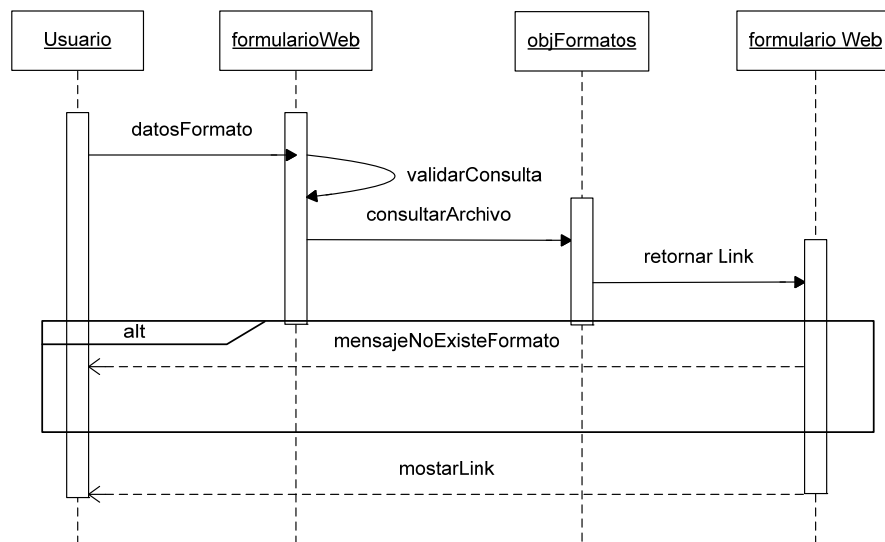 Usuario
formularioWeb
objFormatos
formulario Web
datosFormato
validarConsulta
consultarArchivo
retornar Link
alt
mensajeNoExisteFormato
mostarLink